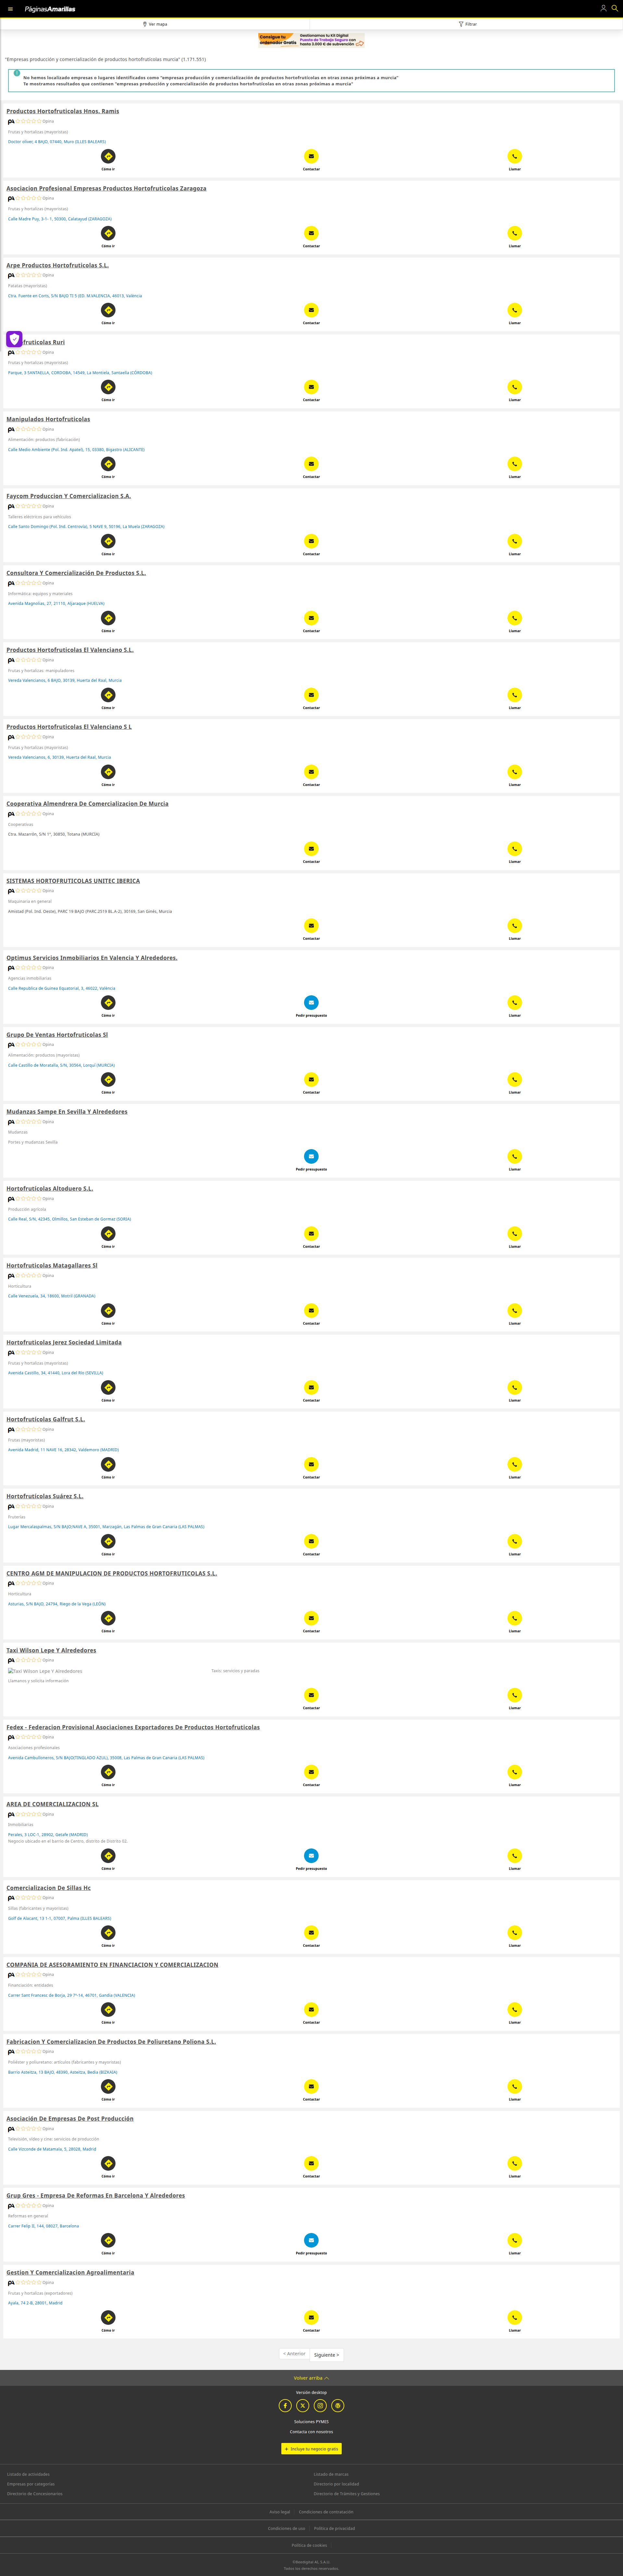 PáginasAmarillas
Ver mapa
Filtrar
Consigue tu ordenador Gratis
Gestionamos tu Kit Digital
Puesto de Trabajo Seguro con
hasta 3.000 € de subvención
"Empresas producción y comercialización de productos hortofrutícolas murcia" (1.171.551)
No hemos localizado empresas o lugares identificados como "empresas producción y comercialización de productos hortofrutícolas en otras zonas próximas a murcia"
Te mostramos resultados que contienen "empresas producción y comercialización de productos hortofrutícolas en otras zonas próximas a murcia"
Productos Hortofruticolas Hnos. Ramis
Opina
Frutas y hortalizas (mayoristas)
Doctor oliver, 4 BAJO, 07440, Muro (ILLES BALEARS)
Cómo ir
Contactar
Llamar
Asociacion Profesional Empresas Productos Hortofruticolas Zaragoza
Opina
Frutas y hortalizas (mayoristas)
Calle Madre Puy, 3-1- 1, 50300, Calatayud (ZARAGOZA)
Cómo ir
Contactar
Llamar
Arpe Productos Hortofruticolas S.L.
Opina
Patatas (mayoristas)
Ctra. Fuente en Corts, S/N BAJO TI 5 (ED. M-VALENCIA, 46013, València
Cómo ir
Contactar
Llamar
fruticolas Ruri
Opina
Frutas y hortalizas (mayoristas)
Parque, 3 SANTAELLA, CORDOBA, 14549, La Montiela, Santaella (CÓRDOBA)
Cómo ir
Contactar
Llamar
Manipulados Hortofruticolas
Opina
Alimentación: productos (fabricación)
Calle Medio Ambiente (Pol. Ind. Apatel), 15, 03380, Bigastro (ALICANTE)
Cómo ir
Contactar
Llamar
Faycom Produccion Y Comercializacion S.A.
Opina
Talleres eléctricos para vehículos
Calle Santo Domingo (Pol. Ind. Centrovía), 5 NAVE 9, 50196, La Muela (ZARAGOZA)
Cómo ir
Contactar
Llamar
Consultora Y Comercialización De Productos S.L.
Opina
Informática: equipos y materiales
Avenida Magnolias, 27, 21110, Aljaraque (HUELVA)
Cómo ir
Contactar
Llamar
Productos Hortofruticolas El Valenciano S.L.
Opina
Frutas y hortalizas: manipuladores
Vereda Valencianos, 6 BAJO, 30139, Huerta del Raal, Murcia
Cómo ir
Contactar
Llamar
Productos Hortofruticolas El Valenciano S L
Opina
Frutas y hortalizas (mayoristas)
Vereda Valencianos, 6, 30139, Huerta del Raal, Murcia
Cómo ir
Contactar
Llamar
Cooperativa Almendrera De Comercializacion De Murcia
Opina
Cooperativas
Ctra. Mazarrón, S/N 1º, 30850, Totana (MURCIA)
Contactar
Llamar
SISTEMAS HORTOFRUTICOLAS UNITEC IBERICA
Opina
Maquinaria en general
Amistad (Pol. Ind. Oeste), PARC 19 BAJO (PARC 2519 BL A-2), 30169, San Ginés, Murcia
Contactar
Llamar
Optimus Servicios Inmobiliarios En Valencia Y Alrededores.
Opina
Agencias inmobiliarias
Calle Republica de Guinea Equatorial, 3, 46022, València
Cómo ir
Pedir presupuesto
Llamar
Grupo De Ventas Hortofruticolas Sl
Opina
Alimentación: productos (mayoristas)
Calle Castillo de Moratalla, S/N, 30564, Lorquí (MURCIA)
Cómo ir
Contactar
Llamar
Mudanzas Sampe En Sevilla Y Alrededores
Opina
Mudanzas
Portes y mudanzas Sevilla
Pedir presupuesto
Llamar
Hortofrutícolas Altoduero S.L.
Opina
Producción agrícola
Calle Real, S/N, 42345, Olmillos, San Esteban de Gormaz (SORIA)
Cómo ir
Contactar
Llamar
Hortofruticolas Matagallares Sl
Opina
Horticultura
Calle Venezuela, 34, 18600, Motril (GRANADA)
Cómo ir
Contactar
Llamar
Hortofruticolas Jerez Sociedad Limitada
Opina
Frutas y hortalizas (mayoristas)
Avenida Castillo, 34, 41440, Lora del Río (SEVILLA)
Cómo ir
Contactar
Llamar
Hortofrutícolas Galfrut S.L.
Opina
Frutas (mayoristas)
Avenida Madrid, 11 NAVE 16, 28342, Valdemoro (MADRID)
Cómo ir
Contactar
Llamar
Hortofrutícolas Suárez S.L.
Opina
Fruterías
Lugar Mercalaspalmas, S/N BAJO/NAVE II, 35001, Marzagán, Las Palmas de Gran Canaria (LAS PALMAS)
Cómo ir
Contactar
Llamar
CENTRO AGM DE MANIPULACION DE PRODUCTOS HORTOFRUTICOLAS S.L.
Opina
Horticultura
Asturias, S/N BAJO, 24794, Riego de la Vega (LEÓN)
Cómo ir
Contactar
Llamar
Taxi Wilson Lepe Y Alrededores
Opina
Taxi Wilson Lepe Y Alrededores
Taxis: servicios y paradas
Llamanos y solicita información
Contactar
Llamar
Fedex - Federacion Provisional Asociaciones Exportadores De Productos Hortofruticolas
Opina
Asociaciones profesionales
Avenida Cambulloneros, S/N BAJO(TINGLADO AZUL), 35008, Las Palmas de Gran Canaria (LAS PALMAS)
Cómo ir
Contactar
Llamar
AREA DE COMERCIALIZACION SL
Opina
Inmobiliarias
Perales, 3 LOC 1, 28902, Getafe (MADRID)
Negocio ubicado en el barrio de Centro, distrito de Distrito 02.
Cómo ir
Pedir presupuesto
Llamar
Comercializacion De Sillas Hc
Opina
Sillas (fabricantes y mayoristas)
Golf de Alacant, 13 1-1, 07007, Palma (ILLES BALEARS)
Cómo ir
Contactar
Llamar
COMPAÑIA DE ASESORAMIENTO EN FINANCIACION Y COMERCIALIZACION
Opina
Financiación: entidades
Carrer Sant Francesc de Borja, 29 7º-14, 46701, Gandia (VALENCIA)
Cómo ir
Contactar
Llamar
Fabricacion Y Comercializacion De Productos De Poliuretano Poliona S.L.
Opina
Poliéster y poliuretano: artículos (fabricantes y mayoristas)
Barrio Asteitza, 13 BAJO, 48390, Asteitza, Bedia (BIZKAIA)
Cómo ir
Contactar
Llamar
Asociación De Empresas De Post Producción
Opina
Televisión, vídeo y cine: servicios de producción
Calle Vizconde de Matamala, 5, 28028, Madrid
Cómo ir
Contactar
Llamar
Grup Gres - Empresa De Reformas En Barcelona Y Alrededores
Opina
Reformas en general
Carrer Felip II, 144, 08027, Barcelona
Cómo ir
Pedir presupuesto
Llamar
Gestion Y Comercializacion Agroalimentaria
Opina
Frutas y hortalizas (exportadores)
Ayala, 74 2-B, 28001, Madrid
Cómo ir
Contactar
Llamar
< Anterior
Siguiente >
Volver arriba
Versión desktop
Soluciones PYMES
Contacta con nosotros
+ Incluye tu negocio gratis
Listado de actividades
Listado de marcas
Empresas por categorías
Directorio por localidad
Directorio de Concesionarios
Directorio de Trámites y Gestiones
Aviso legal
Condiciones de contratación
Condiciones de uso
Política de privacidad
Política de cookies
©Beedigital AI, S.A.U.
Todos los derechos reservados.